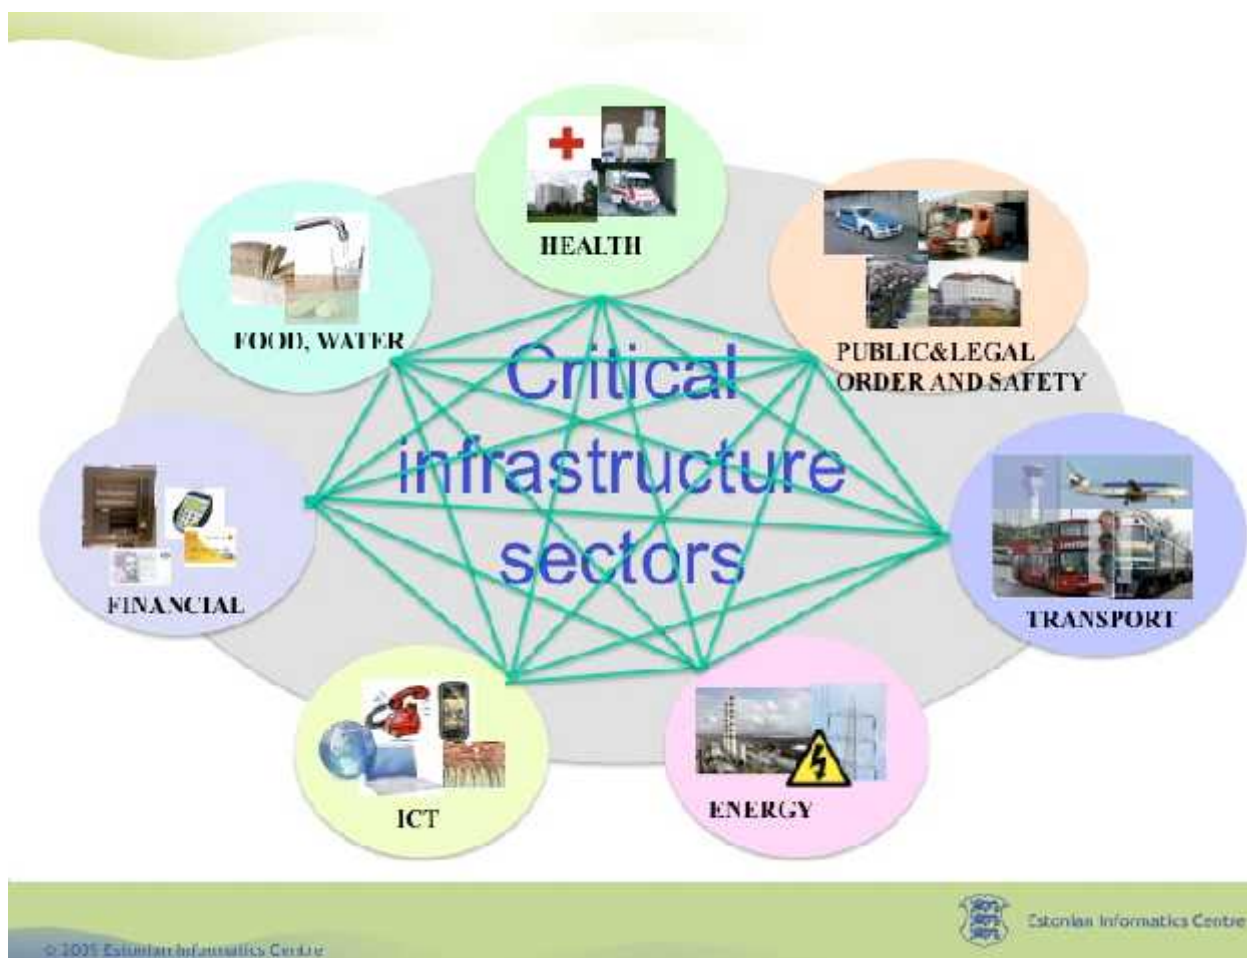 HEALTH
FOOD, WATER
PUBLIC&LEGAL
ORDER AND SAFETY
Critical
infrastructure
sectors
FINANCIAL
TRANSPORT
ICT
ENERGY
Estonian Informatics Centre
Estonian Informatics Centre